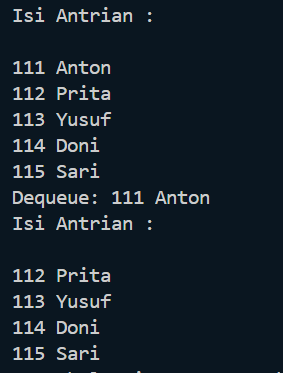 Isi Antrian :
111 Anton
112 Prita
113 Yusuf
114 Doni
115 Sari
Dequeue: 111 Anton
Isi Antrian :
112 Prita
113 Yusuf
114 Doni
115 Sari